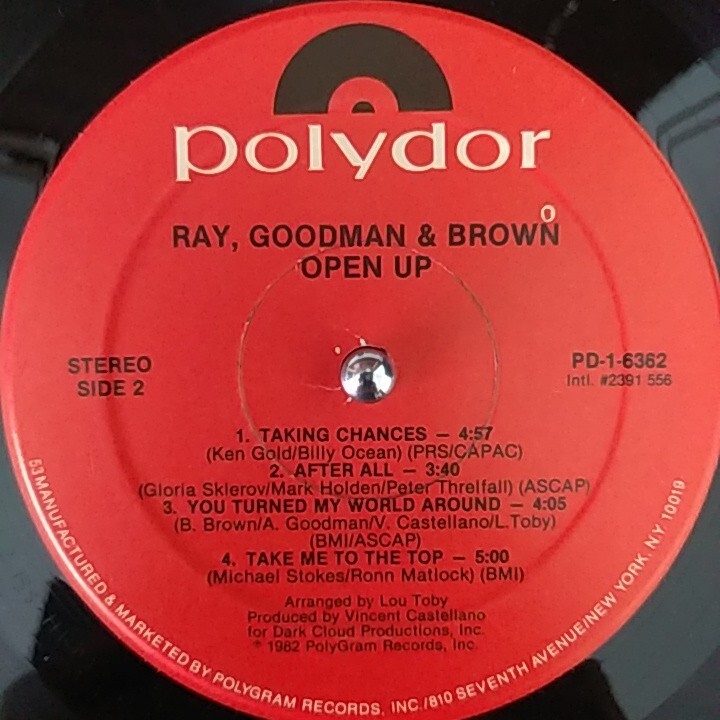 polydor
0
RAY, GOODMAN & BROWN
OPEN UP
STEREO
SIDE 2
PD-1-6362
Intl. #2391 556
1. TAKING CHANCES — 4:57
(Ken Gold/Billy Ocean) (PRS/CAPAC)
2. AFTER ALL — 3:40
(Gloria Sklerov/Mark Holden/Peter Threlfall) (ASCAP)
3. YOU TURNED MY WORLD AROUND — 4:05
(B. Brown/A. Goodman/V. Castellano/L.Toby)
(BMI/ASCAP)
4. TAKE ME TO THE TOP — 5:00
(Michael Stokes/Ronn Matlock) (BMI)
Arranged by Lou Toby
Produced by Vincent Castellano
for Dark Cloud Productions, Inc.
℗ 1982 PolyGram Records, Inc.
53 MANUFACTURED & MARKETED BY POLYGRAM RECORDS, INC./810 SEVENTH AVENUE/NEW YORK, N.Y. 10019